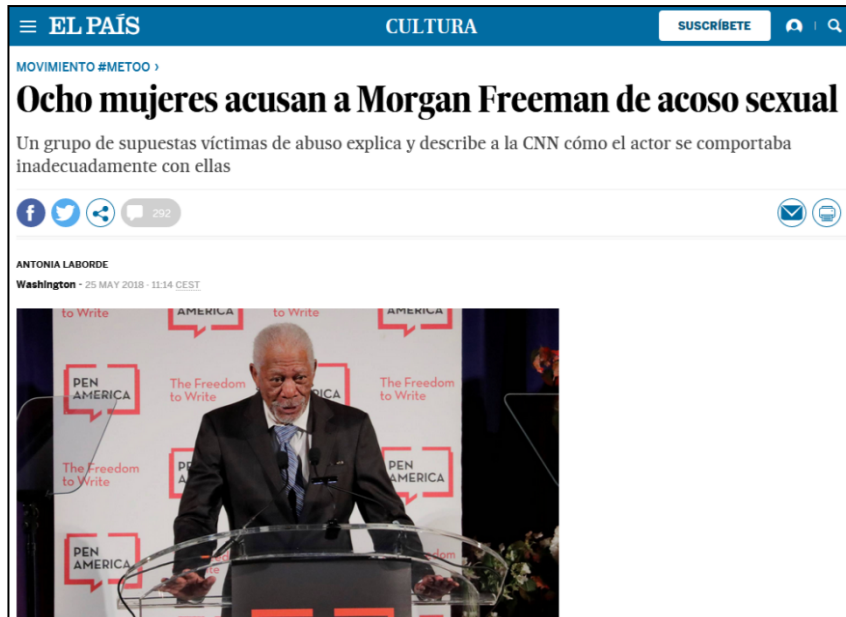 EL PAÍS
CULTURA
SUSCRÍBETE
MOVIMIENTO #METOO ›
Ocho mujeres acusan a Morgan Freeman de acoso sexual
Un grupo de supuestas víctimas de abuso explica y describe a la CNN cómo el actor se comportaba
inadecuadamente con ellas
292
ANTONIA LABORDE
Washington - 25 MAY 2018 - 11:14 CEST
to Write
AMERICA
to Write
AMERICA
PEN
AMERICA
The Freedom
to Write
The Freedom
to Write
The Freedom
to Write
PEN
AMERICA
PEN
AMERICA